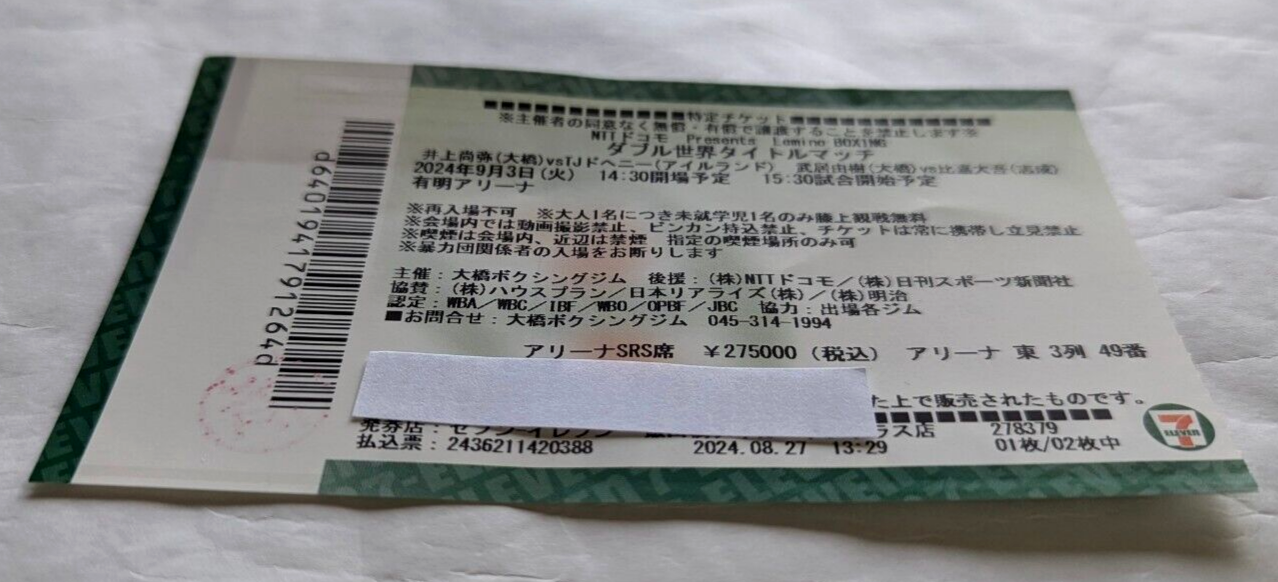 d640194179126 4d
■■■■■■■■■■■■■■特定チケット■■■■■■■■■■■■■■
※主催者の同意なく無償・有償で譲渡することを禁止します※
NTTドコモ Presents Lemino BOXING
ダブル世界タイトルマッチ
井上尚弥(大橋)vsTJドヘニー(アイルランド) 武居由樹(大橋)vs比嘉大吾(志成)
2024年9月3日(火) 14:30開場予定 15:30試合開始予定
有明アリーナ
※再入場不可 ※大人1名につき未就学児1名のみ膝上観戦無料
※会場内では動画撮影禁止、ビンカン持込禁止、チケットは常に携帯し立見禁止
※喫煙は会場内、近辺は禁煙 指定の喫煙場所のみ可
※暴力団関係者の入場をお断りします
主催:大橋ボクシングジム 後援:(株)NTTドコモ/(株)日刊スポーツ新聞社
協賛:(株)ハウスプラン/日本リアライズ(株)/(株)明治
認定:WBA/WBC/IBF/WBO/OPBF/JBC 協力:出場各ジム
■お問合せ:大橋ボクシングジム 045-314-1994
アリーナSRS席 ¥275000(税込) アリーナ 東 3列 49番
た上で販売されたものです。
発券店:セブン-イレブン ラス店 278379
払込票:2436211420388 2024.08.27 13:29 01枚/02枚中
7 ELEVEN